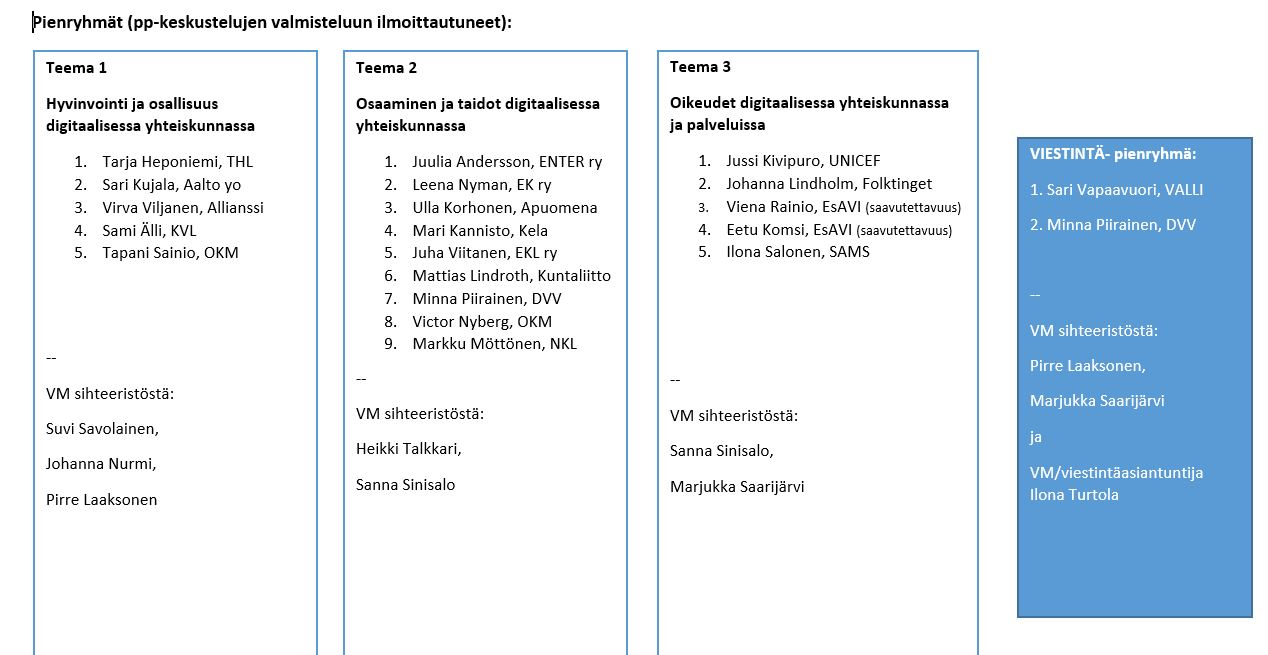 Pienryhmät (pp-keskustelujen valmisteluun ilmoittautuneet):
Teema 1
Hyvinvointi ja osallisuus
digitaalisessa yhteiskunnassa
1. Tarja Heponiemi, THL
2. Sari Kujala, Aalto yo
3. Virva Viljanen, Allianssi
4. Sami Älli, KVL
5. Tapani Sainio, OKM
--
VM sihteeristöstä:
Suvi Savolainen,
Johanna Nurmi,
Pirre Laaksonen
Teema 2
Osaaminen ja taidot digitaalisessa
yhteiskunnassa
1. Juulia Andersson, ENTER ry
2. Leena Nyman, EK ry
3. Ulla Korhonen, Apuomena
4. Mari Kannisto, Kela
5. Juha Viitanen, EKL ry
6. Mattias Lindroth, Kuntaliitto
7. Minna Piirainen, DVV
8. Victor Nyberg, OKM
9. Markku Möttönen, NKL
--
VM sihteeristöstä:
Heikki Talkkari,
Sanna Sinisalo
Teema 3
Oikeudet digitaalisessa yhteiskunnassa
ja palveluissa
1. Jussi Kivipuro, UNICEF
2. Johanna Lindholm, Folktinget
3. Viena Rainio, EsAVI (saavutettavuus)
4. Eetu Komsi, EsAVI (saavutettavuus)
5. Ilona Salonen, SAMS
--
VM sihteeristöstä:
Sanna Sinisalo,
Marjukka Saarijärvi
VIESTINTÄ- pienryhmä:
1. Sari Vapaavuori, VALLI
2. Minna Piirainen, DVV
--
VM sihteeristöstä:
Pirre Laaksonen,
Marjukka Saarijärvi
ja
VM/viestintäasiantuntija
Ilona Turtola